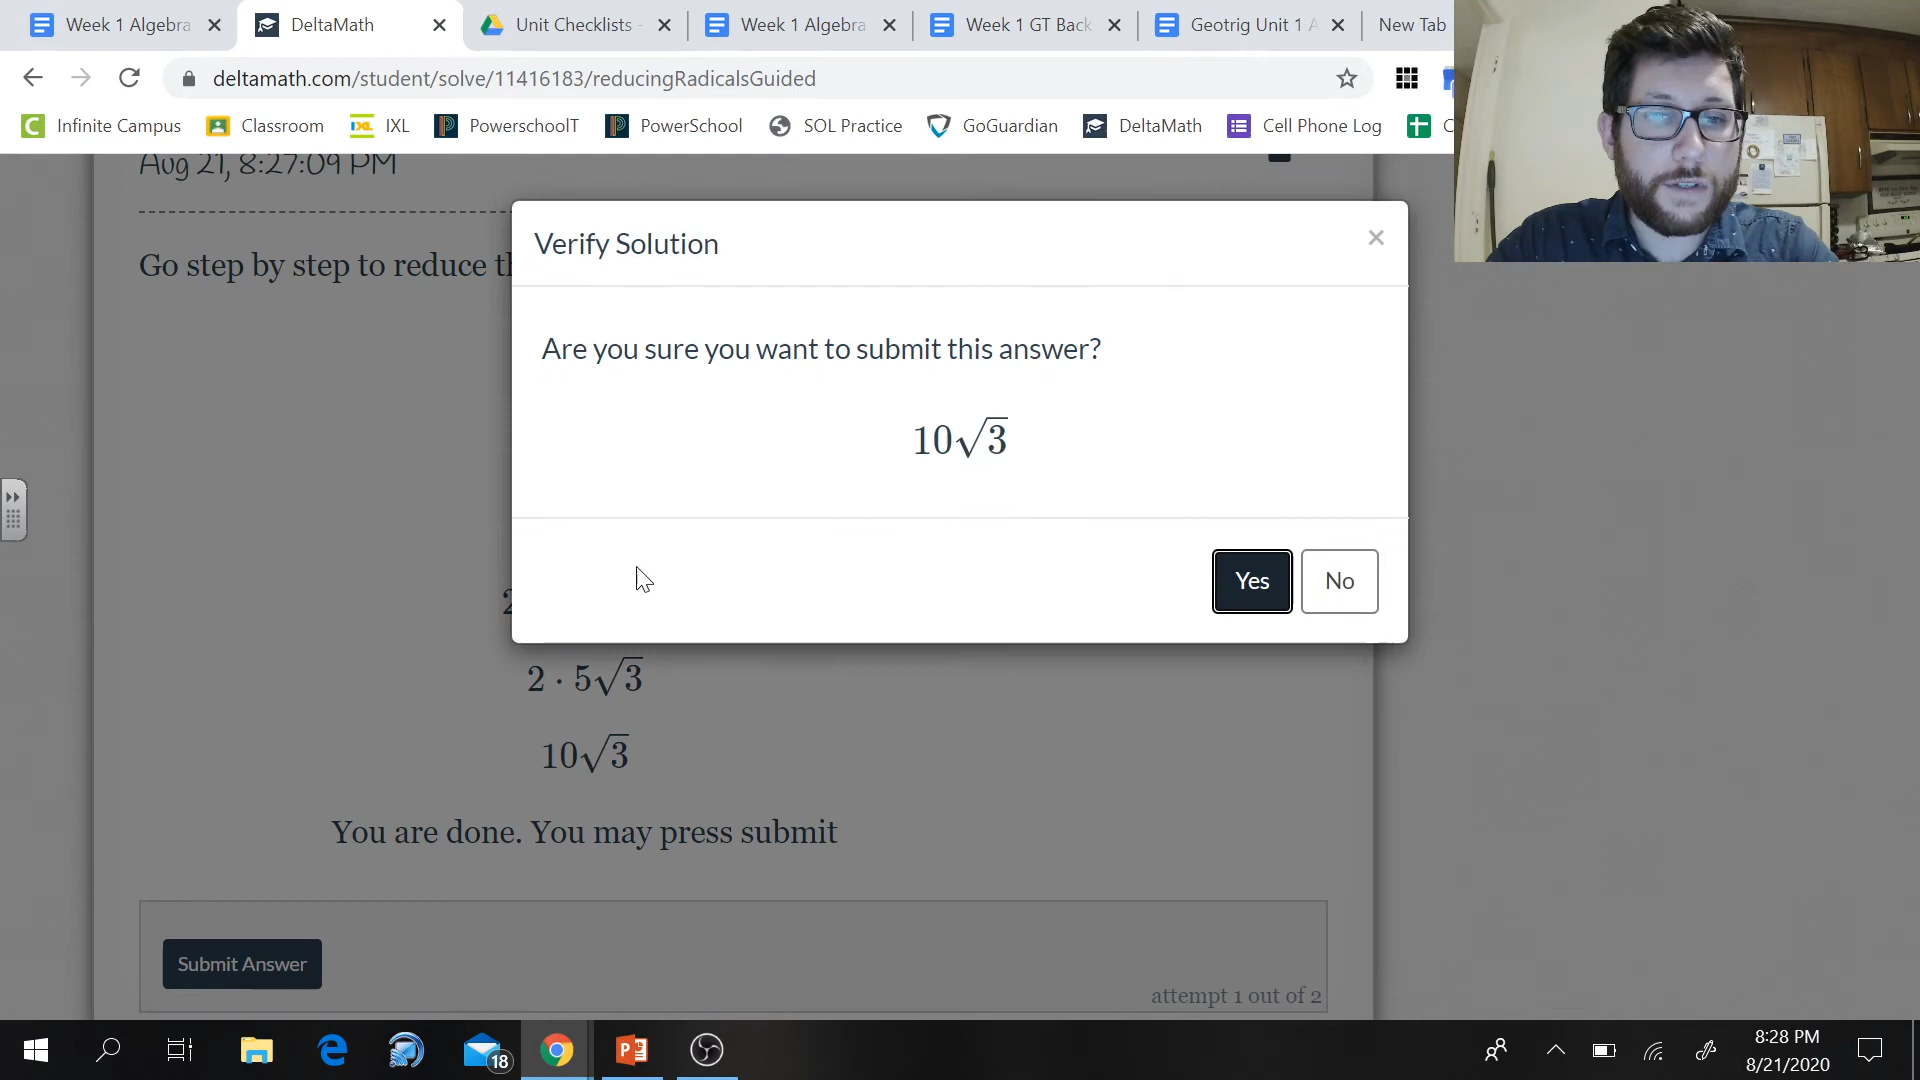 Week 1 Algebra
DeltaMath
Unit Checklists -
Week 1 Algebra
Week 1 GT Back
Geotrig Unit 1 A
New Tab
deltamath.com/student/solve/11416183/reducingRadicalsGuided
Infinite Campus
Classroom
IXL
PowerschoolT
PowerSchool
SOL Practice
GoGuardian
DeltaMath
Cell Phone Log
C
Aug 21, 8:27:09 PM
Go step by step to reduce th
Verify Solution
×
Are you sure you want to submit this answer?
10√3
Yes
No
2
2 · 5√3
10√3
You are done. You may press submit
Submit Answer
attempt 1 out of 2
18
8:28 PM
8/21/2020